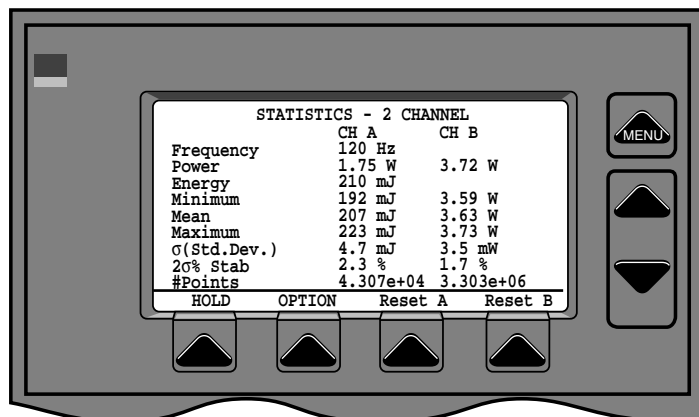 STATISTICS - 2 CHANNEL
CH A CH B
Frequency 120 Hz
Power 1.75 W 3.72 W
Energy 210 mJ
Minimum 192 mJ 3.59 W
Mean 207 mJ 3.63 W
Maximum 223 mJ 3.73 W
σ(Std.Dev.) 4.7 mJ 3.5 mW
2σ% Stab 2.3 % 1.7 %
#Points 4.307e+04 3.303e+06
HOLD OPTION Reset A Reset B
MENU